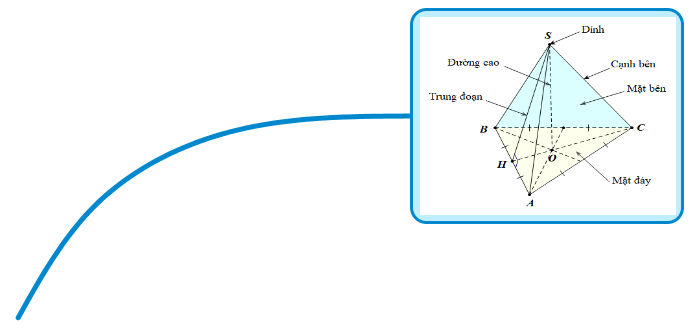 S
Đỉnh
Đường cao
Cạnh bên
Mặt bên
Trung đoạn
B
C
O
H
Mặt đáy
A